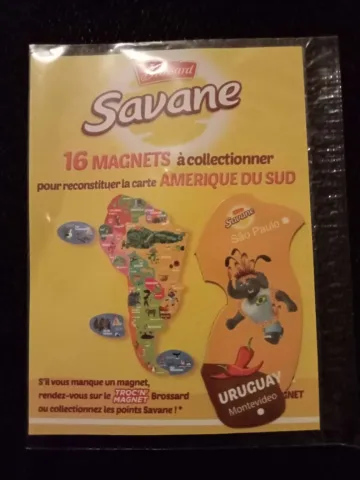 Brossard
Savane
16 MAGNETS à collectionner
pour reconstituer la carte AMERIQUE DU SUD
Savane
São Paulo
URUGUAY
Montevideo
S'il vous manque un magnet,
rendez-vous sur le TROC'N' MAGNET Brossard
ou collectionnez les points Savane ! *